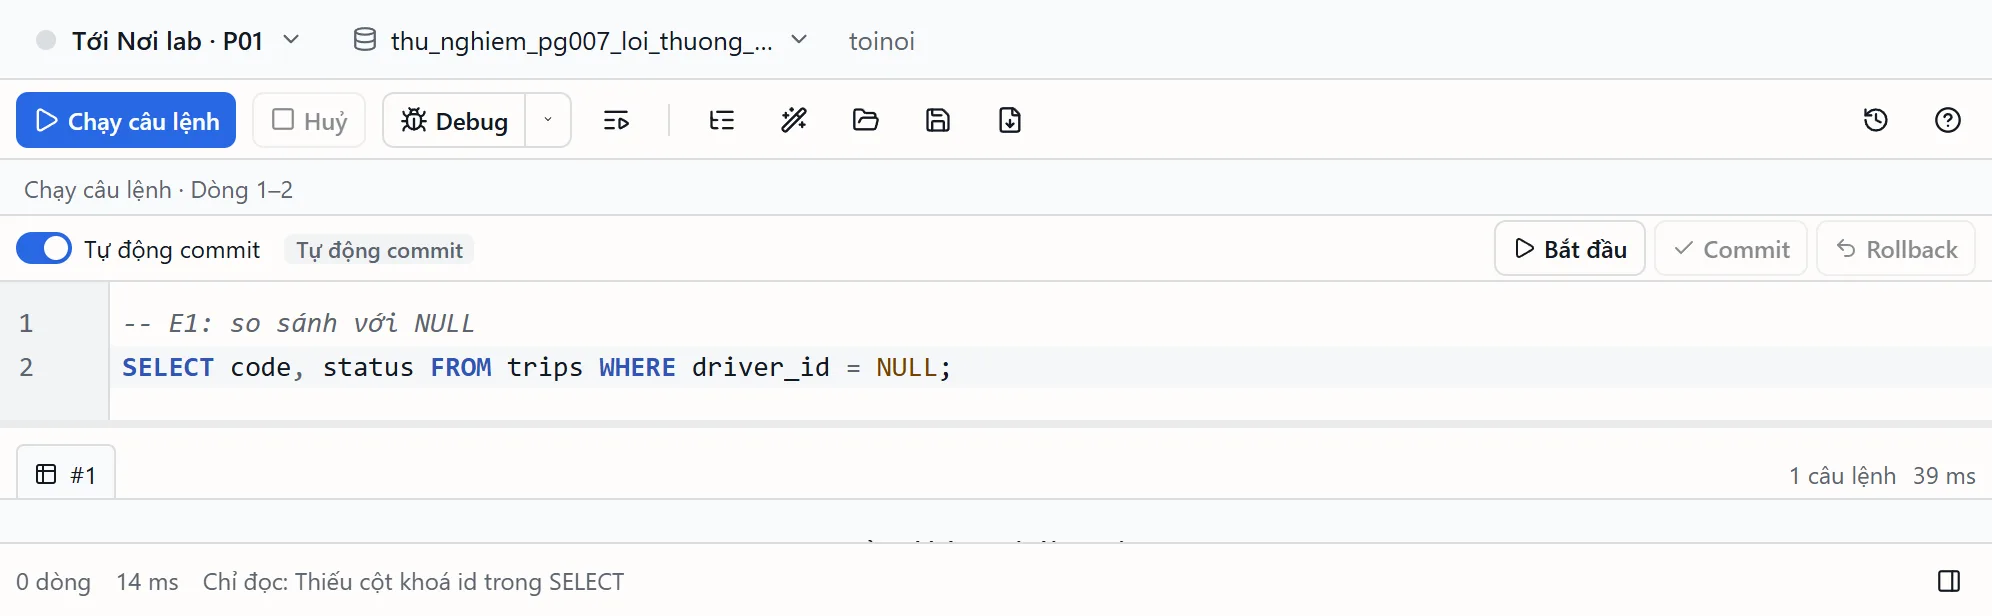 Tới Nơi lab · P01 thu_nghiem_pg007_loi_thuong_... toinoi
Chạy câu lệnh Huỷ Debug
Chạy câu lệnh · Dòng 1–2
Tự động commit Tự động commit Bắt đầu Commit Rollback
1 -- E1: so sánh với NULL
2 SELECT code, status FROM trips WHERE driver_id = NULL;
#1 1 câu lệnh 39 ms
0 dòng 14 ms Chỉ đọc: Thiếu cột khoá id trong SELECT